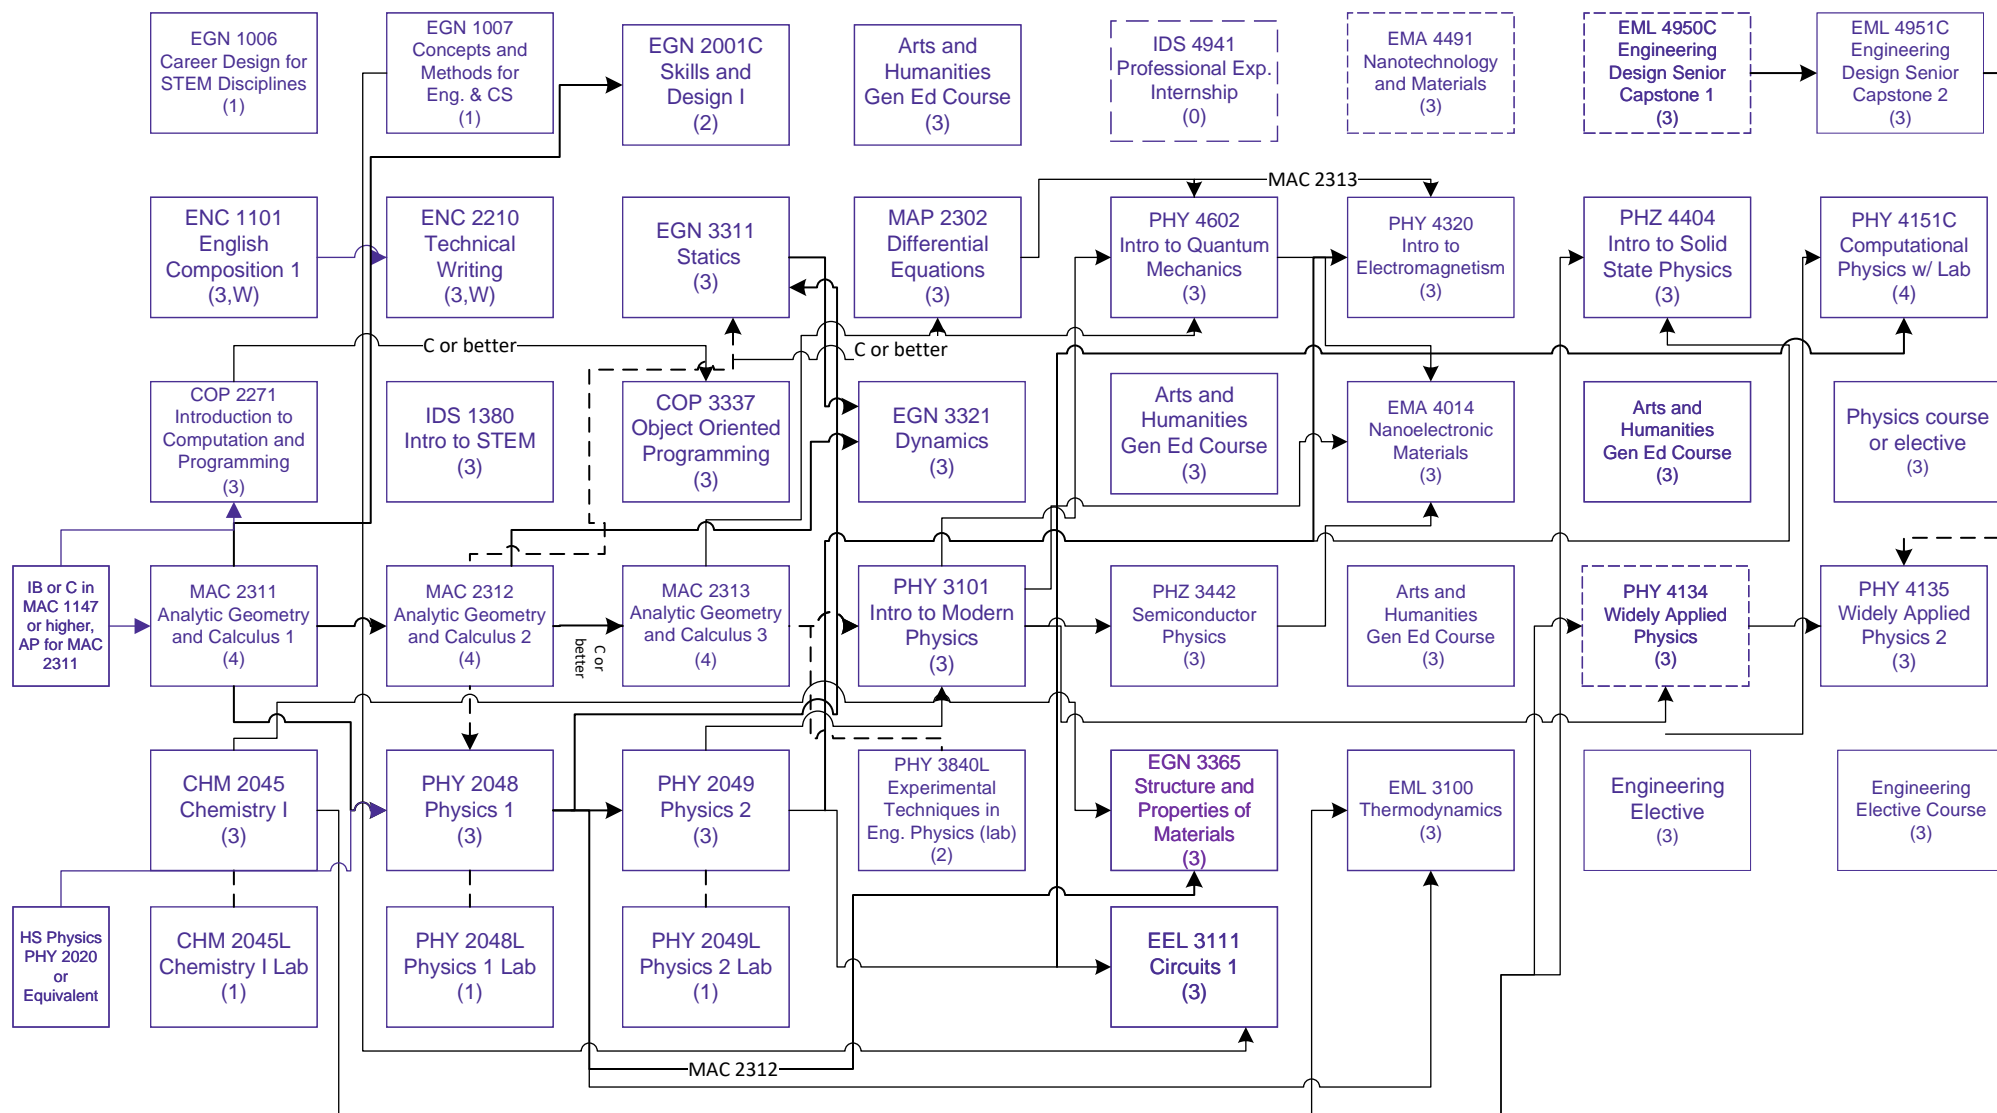 EGN 1006
Career Design for
STEM Disciplines
(1)
EGN 1007
Concepts and
Methods for
Eng. & CS
(1)
EGN 2001C
Skills and
Design I
(2)
Arts and
Humanities
Gen Ed Course
(3)
IDS 4941
Professional Exp.
Internship
(0)
EMA 4491
Nanotechnology
and Materials
(3)
EML 4950C
Engineering
Design Senior
Capstone 1
(3)
EML 4951C
Engineering
Design Senior
Capstone 2
(3)
MAC 2313
ENC 1101
English
Composition 1
(3,W)
ENC 2210
Technical
Writing
(3,W)
EGN 3311
Statics
(3)
MAP 2302
Differential
Equations
(3)
PHY 4602
Intro to Quantum
Mechanics
(3)
PHY 4320
Intro to
Electromagnetism
(3)
PHZ 4404
Intro to Solid
State Physics
(3)
PHY 4151C
Computational
Physics w/ Lab
(4)
C or better
C or better
COP 2271
Introduction to
Computation and
Programming
(3)
IDS 1380
Intro to STEM
(3)
COP 3337
Object Oriented
Programming
(3)
EGN 3321
Dynamics
(3)
Arts and
Humanities
Gen Ed Course
(3)
EMA 4014
Nanoelectronic
Materials
(3)
Arts and
Humanities
Gen Ed Course
(3)
Physics course
or elective
(3)
IB or C in
MAC 1147
or higher,
AP for MAC
2311
MAC 2311
Analytic Geometry
and Calculus 1
(4)
MAC 2312
Analytic Geometry
and Calculus 2
(4)
C or
better
MAC 2313
Analytic Geometry
and Calculus 3
(4)
PHY 3101
Intro to Modern
Physics
(3)
PHZ 3442
Semiconductor
Physics
(3)
Arts and
Humanities
Gen Ed Course
(3)
PHY 4134
Widely Applied
Physics
(3)
PHY 4135
Widely Applied
Physics 2
(3)
CHM 2045
Chemistry I
(3)
PHY 2048
Physics 1
(3)
PHY 2049
Physics 2
(3)
PHY 3840L
Experimental
Techniques in
Eng. Physics (lab)
(2)
EGN 3365
Structure and
Properties of
Materials
(3)
EML 3100
Thermodynamics
(3)
Engineering
Elective
(3)
Engineering
Elective Course
(3)
HS Physics
PHY 2020
or
Equivalent
CHM 2045L
Chemistry I Lab
(1)
PHY 2048L
Physics 1 Lab
(1)
PHY 2049L
Physics 2 Lab
(1)
EEL 3111
Circuits 1
(3)
MAC 2312